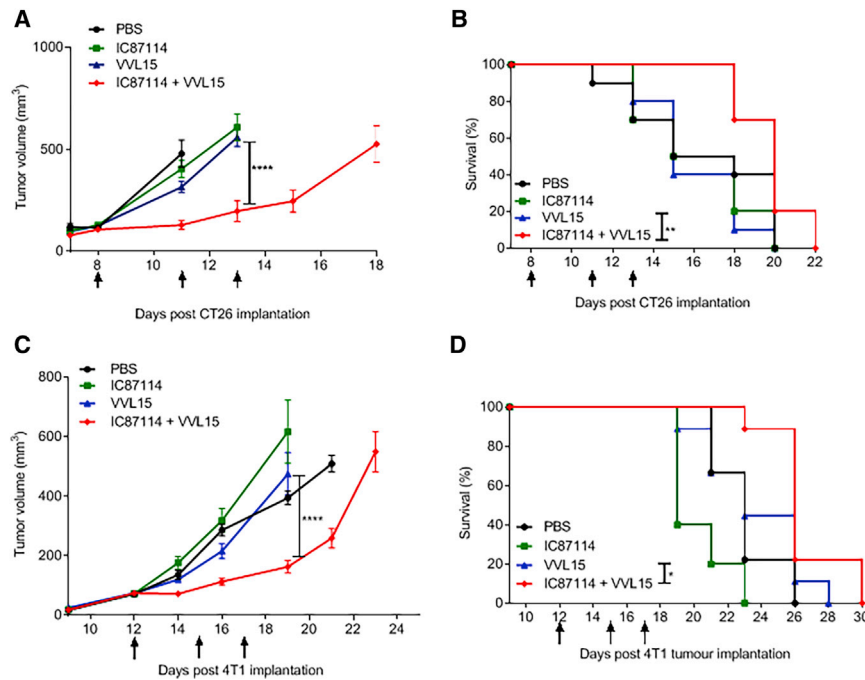 A
PBS
IC87114
VVL15
IC87114 + VVL15
Tumor volume (mm3)
1000
500
0
****
8 10 12 14 16 18
Days post CT26 implantation
B
Survival (%)
100
80
60
40
20
0
PBS
IC87114
VVL15
IC87114 + VVL15
**
8 10 12 14 16 18 20 22
Days post CT26 implantation
C
PBS
IC87114
VVL15
IC87114 + VVL15
Tumor volume (mm3)
800
600
400
200
0
****
10 12 14 16 18 20 22 24
Days post 4T1 implantation
D
Survival (%)
100
80
60
40
20
0
PBS
IC87114
VVL15
IC87114 + VVL15
*
10 12 14 16 18 20 22 24 26 28 30
Days post 4T1 tumour implantation